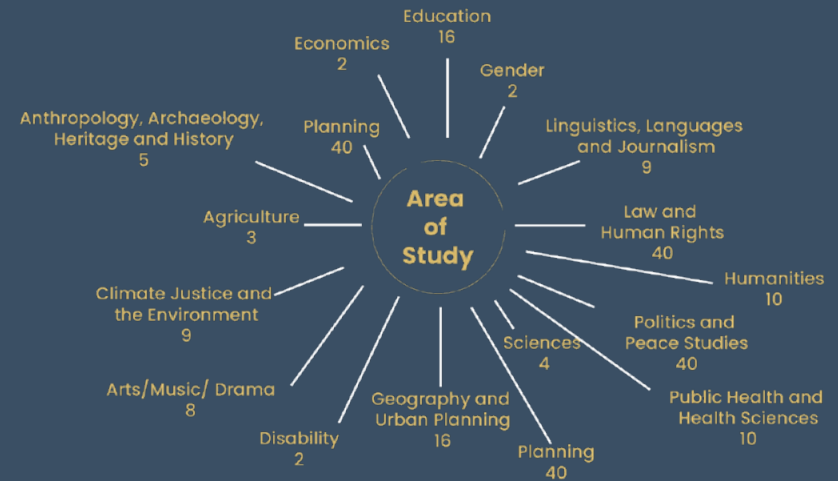 Education
16
Economics
2
Gender
2
Anthropology, Archaeology,
Heritage and History
5
Planning
40
Linguistics, Languages
and Journalism
9
Area
of
Study
Agriculture
3
Law and
Human Rights
40
Humanities
10
Climate Justice and
the Environment
9
Politics and
Peace Studies
40
Sciences
4
Arts/Music/ Drama
8
Geography and
Urban Planning
16
Public Health and
Health Sciences
10
Disability
2
Planning
40